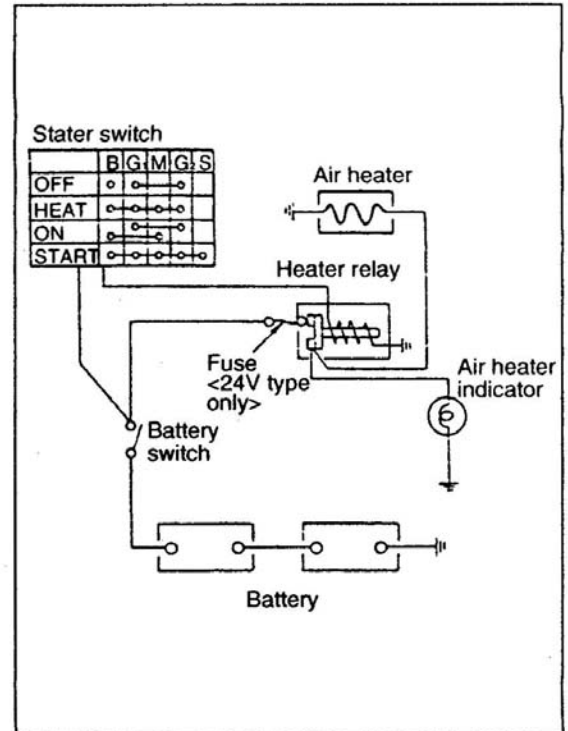 Stater switch
B G₁ M G₂ S
OFF
HEAT
ON
START
Air heater
Heater relay
Fuse
<24V type
only>
Air heater
indicator
Battery
switch
Battery